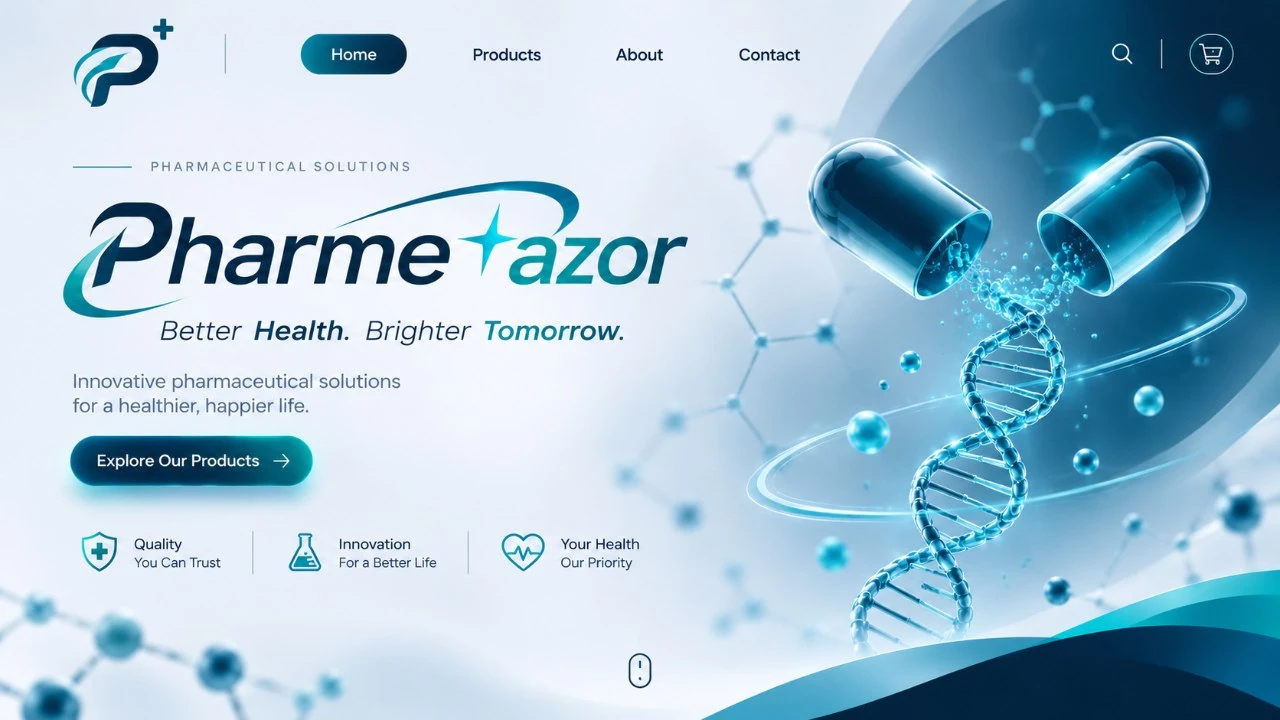 P+
Home
Products
About
Contact
PHARMACEUTICAL SOLUTIONS
Pharme azor
Better Health. Brighter Tomorrow.
Innovative pharmaceutical solutions
for a healthier, happier life.
Explore Our Products →
Quality
You Can Trust
Innovation
For a Better Life
Your Health
Our Priority